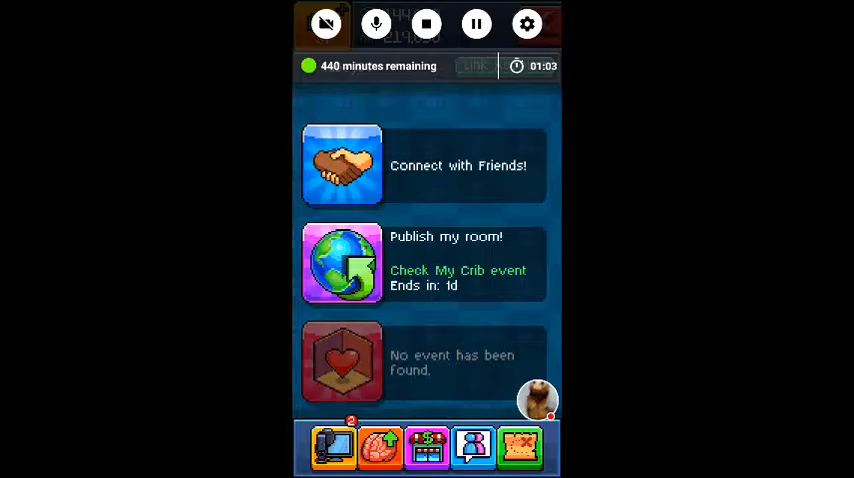 440 minutes remaining
01:03
Connect with Friends!
Publish my room!
Check My Crib event
Ends in: 1d
No event has been
found.
2